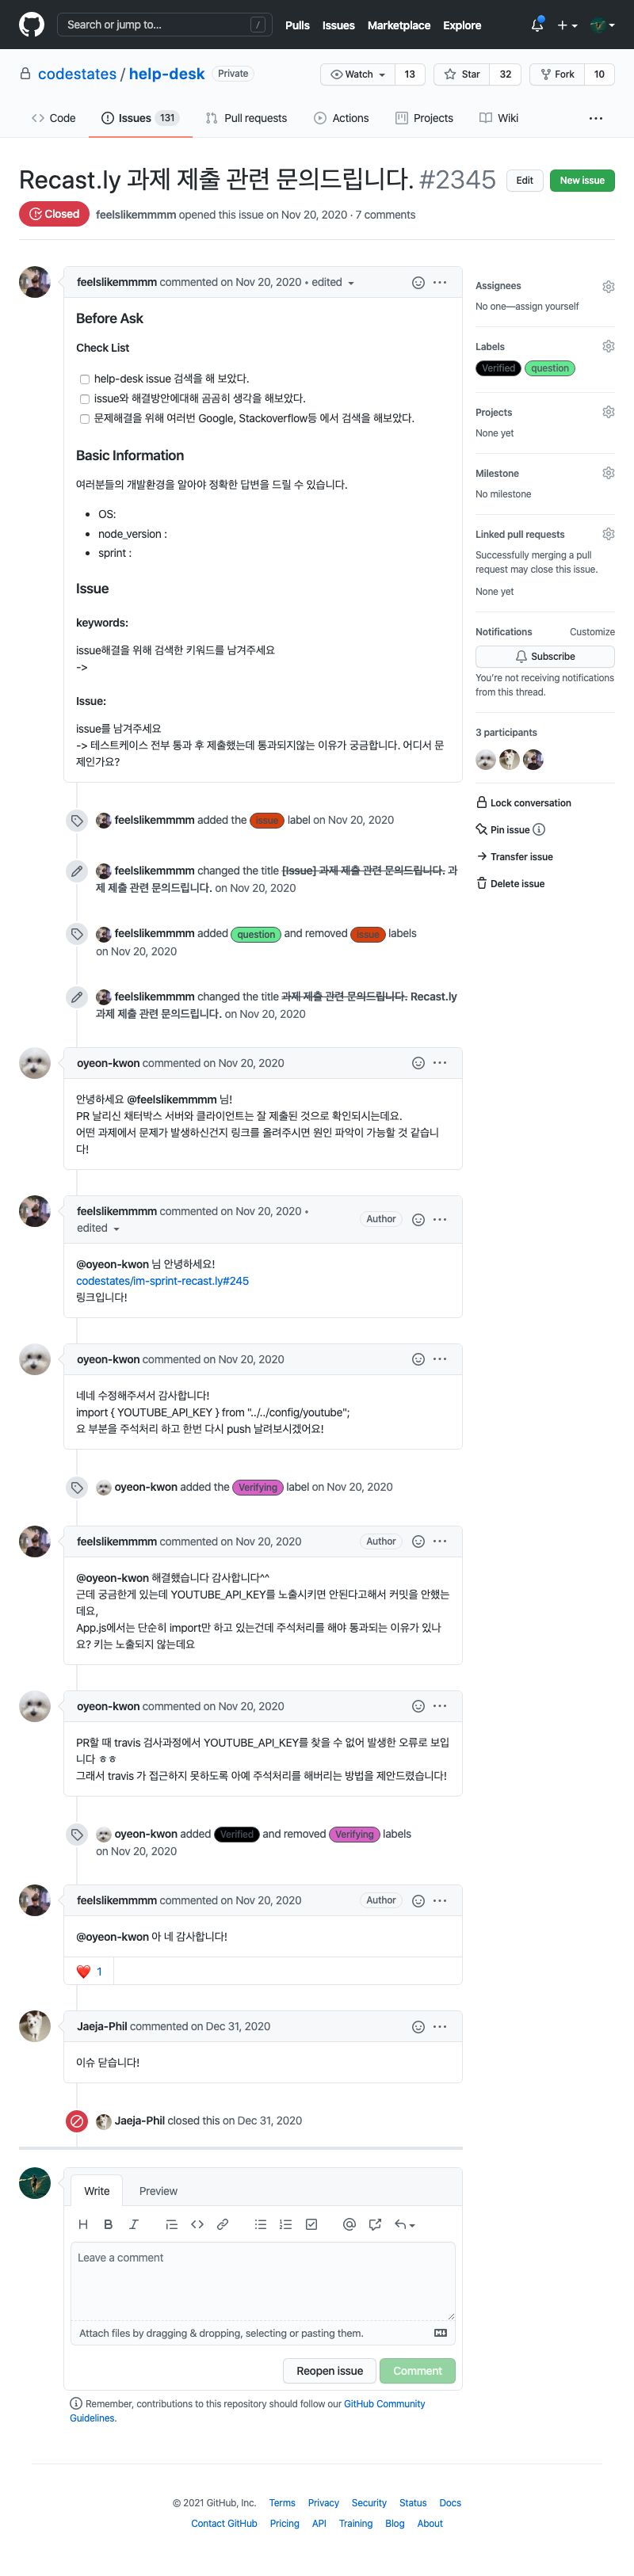 Search or jump to... /
Pulls Issues Marketplace Explore
codestates / help-desk Private
Watch 13 Star 32 Fork 10
Code Issues 131 Pull requests Actions Projects Wiki
Recast.ly 과제 제출 관련 문의드립니다. #2345
Edit New issue
Closed feelslikemmmm opened this issue on Nov 20, 2020 · 7 comments
feelslikemmmm commented on Nov 20, 2020 • edited
Before Ask
Check List
help-desk issue 검색을 해 보았다.
issue와 해결방안에대해 곰곰히 생각을 해보았다.
문제해결을 위해 여러번 Google, Stackoverflow등 에서 검색을 해보았다.
Basic Information
여러분들의 개발환경을 알아야 정확한 답변을 드릴 수 있습니다.
• OS:
• node_version :
• sprint :
Issue
keywords:
issue해결을 위해 검색한 키워드를 남겨주세요
->
Issue:
issue를 남겨주세요
-> 테스트케이스 전부 통과 후 제출했는데 통과되지않는 이유가 궁금합니다. 어디서 문
제인가요?
feelslikemmmm added the issue label on Nov 20, 2020
feelslikemmmm changed the title [Issue] 과제 제출 관련 문의드립니다. 과
제 제출 관련 문의드립니다. on Nov 20, 2020
feelslikemmmm added question and removed issue labels
on Nov 20, 2020
feelslikemmmm changed the title 과제 제출 관련 문의드립니다. Recast.ly
과제 제출 관련 문의드립니다. on Nov 20, 2020
oyeon-kwon commented on Nov 20, 2020
안녕하세요 @feelslikemmmm 님!
PR 날리신 채터박스 서버와 클라이언트는 잘 제출된 것으로 확인되시는데요.
어떤 과제에서 문제가 발생하신건지 링크를 올려주시면 원인 파악이 가능할 것 같습니
다!
feelslikemmmm commented on Nov 20, 2020 •
edited
Author
@oyeon-kwon 님 안녕하세요!
codestates/im-sprint-recast.ly#245
링크입니다!
oyeon-kwon commented on Nov 20, 2020
네네 수정해주셔서 감사합니다!
import { YOUTUBE_API_KEY } from "../../config/youtube";
요 부분을 주석처리 하고 한번 다시 push 날려보시겠어요!
oyeon-kwon added the Verifying label on Nov 20, 2020
feelslikemmmm commented on Nov 20, 2020 Author
@oyeon-kwon 해결했습니다 감사합니다^^
근데 궁금한게 있는데 YOUTUBE_API_KEY를 노출시키면 안된다고해서 커밋을 안했는
데요,
App.js에서는 단순히 import만 하고 있는건데 주석처리를 해야 통과되는 이유가 있나
요? 키는 노출되지 않는데요
oyeon-kwon commented on Nov 20, 2020
PR할 때 travis 검사과정에서 YOUTUBE_API_KEY를 찾을 수 없어 발생한 오류로 보입
니다 ㅎㅎ
그래서 travis 가 접근하지 못하도록 아예 주석처리를 해버리는 방법을 제안드렸습니다!
oyeon-kwon added Verified and removed Verifying labels
on Nov 20, 2020
feelslikemmmm commented on Nov 20, 2020 Author
@oyeon-kwon 아 네 감사합니다!
1
Jaeja-Phil commented on Dec 31, 2020
이슈 닫습니다!
Jaeja-Phil closed this on Dec 31, 2020
Write Preview
Leave a comment
Attach files by dragging & dropping, selecting or pasting them.
Reopen issue Comment
Remember, contributions to this repository should follow our GitHub Community
Guidelines.
Assignees
No one—assign yourself
Labels
Verified question
Projects
None yet
Milestone
No milestone
Linked pull requests
Successfully merging a pull
request may close this issue.
None yet
Notifications Customize
Subscribe
You're not receiving notifications
from this thread.
3 participants
Lock conversation
Pin issue
Transfer issue
Delete issue
© 2021 GitHub, Inc. Terms Privacy Security Status Docs
Contact GitHub Pricing API Training Blog About